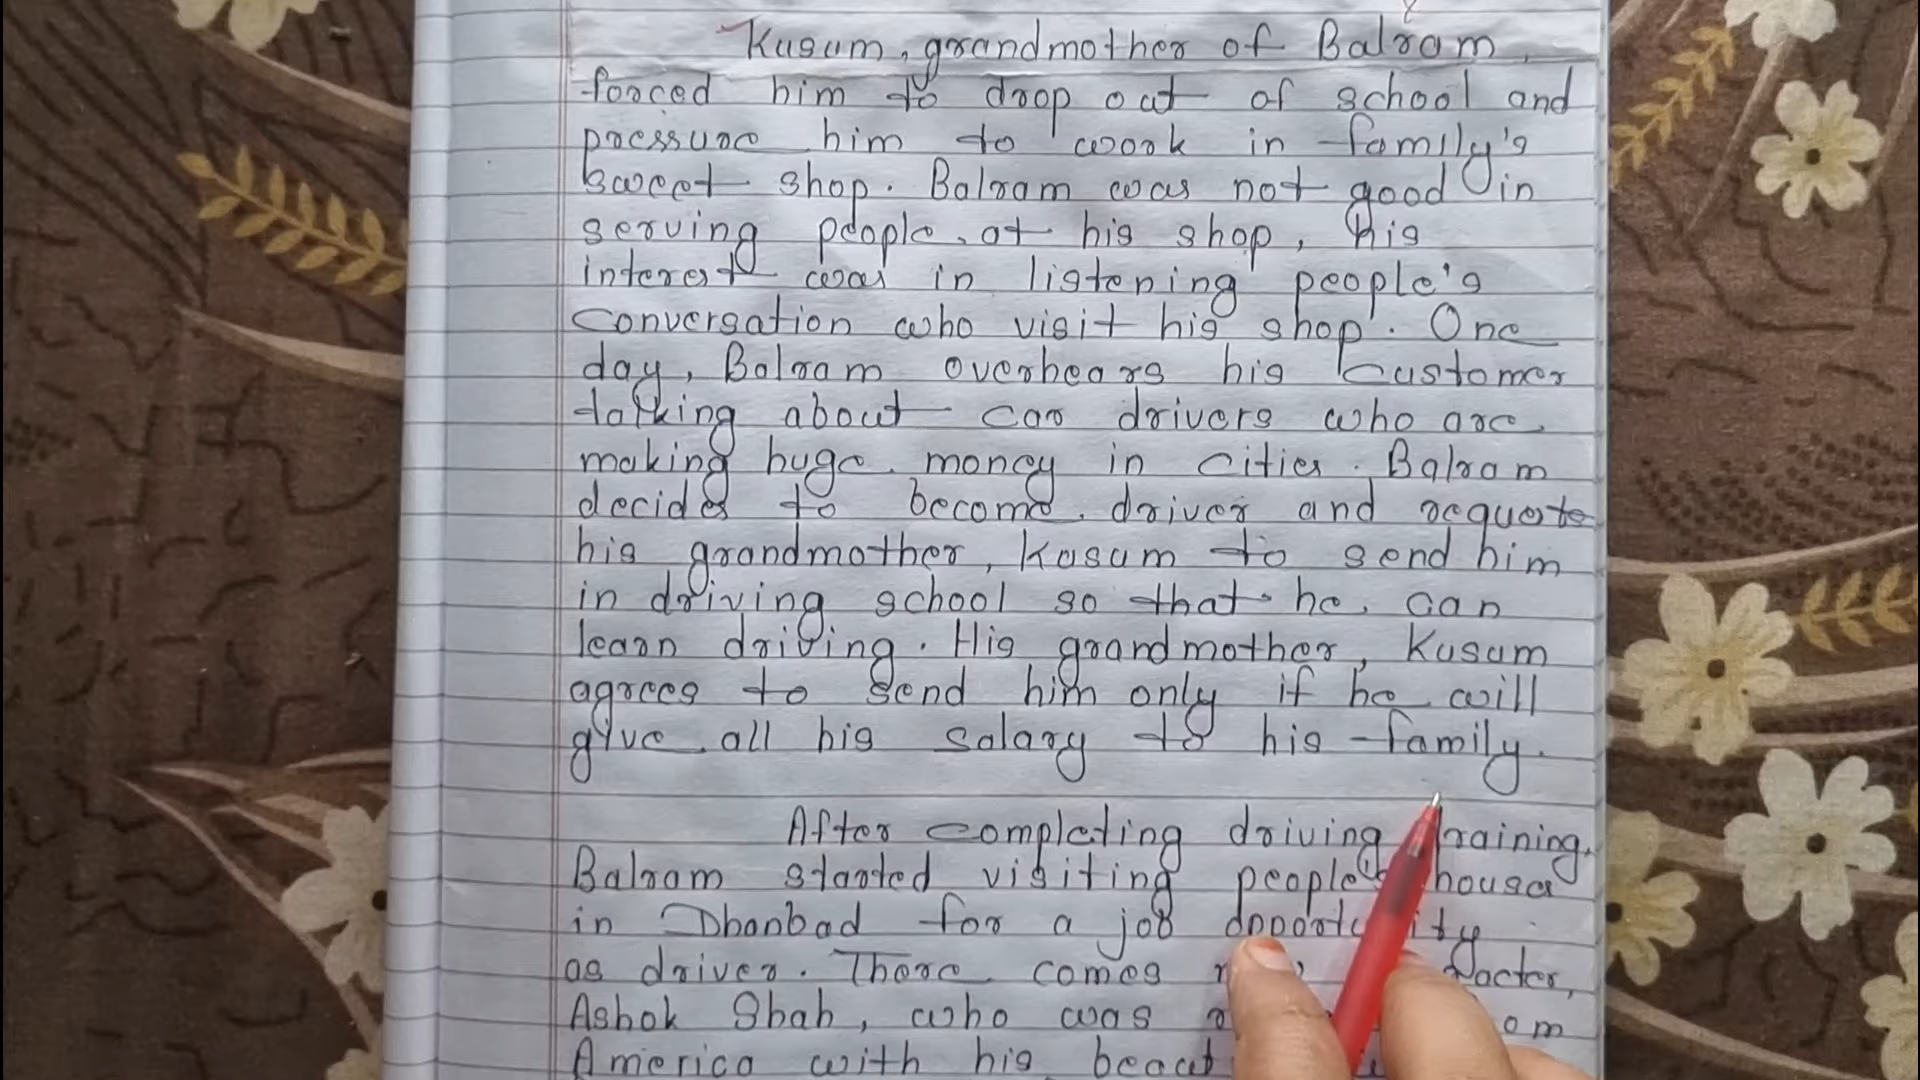 Kusum, grandmother of Balram,
forced him to drop out of school and
pressure him to work in family's
sweet shop. Balram was not good in
serving people at his shop, his
interest was in listening people's
conversation who visit his shop. One
day, Balram overhears his customer
talking about car drivers who are
making huge money in cities. Balram
decides to become driver and requests
his grandmother, Kusum to send him
in driving school so that he can
learn driving. His grandmother, Kusum
agrees to send him only if he will
give all his salary to his family.
After completing driving training,
Balram started visiting people's houses
in Dhanbad for a job
as driver. There comes
Ashok Shah, who was
America with his